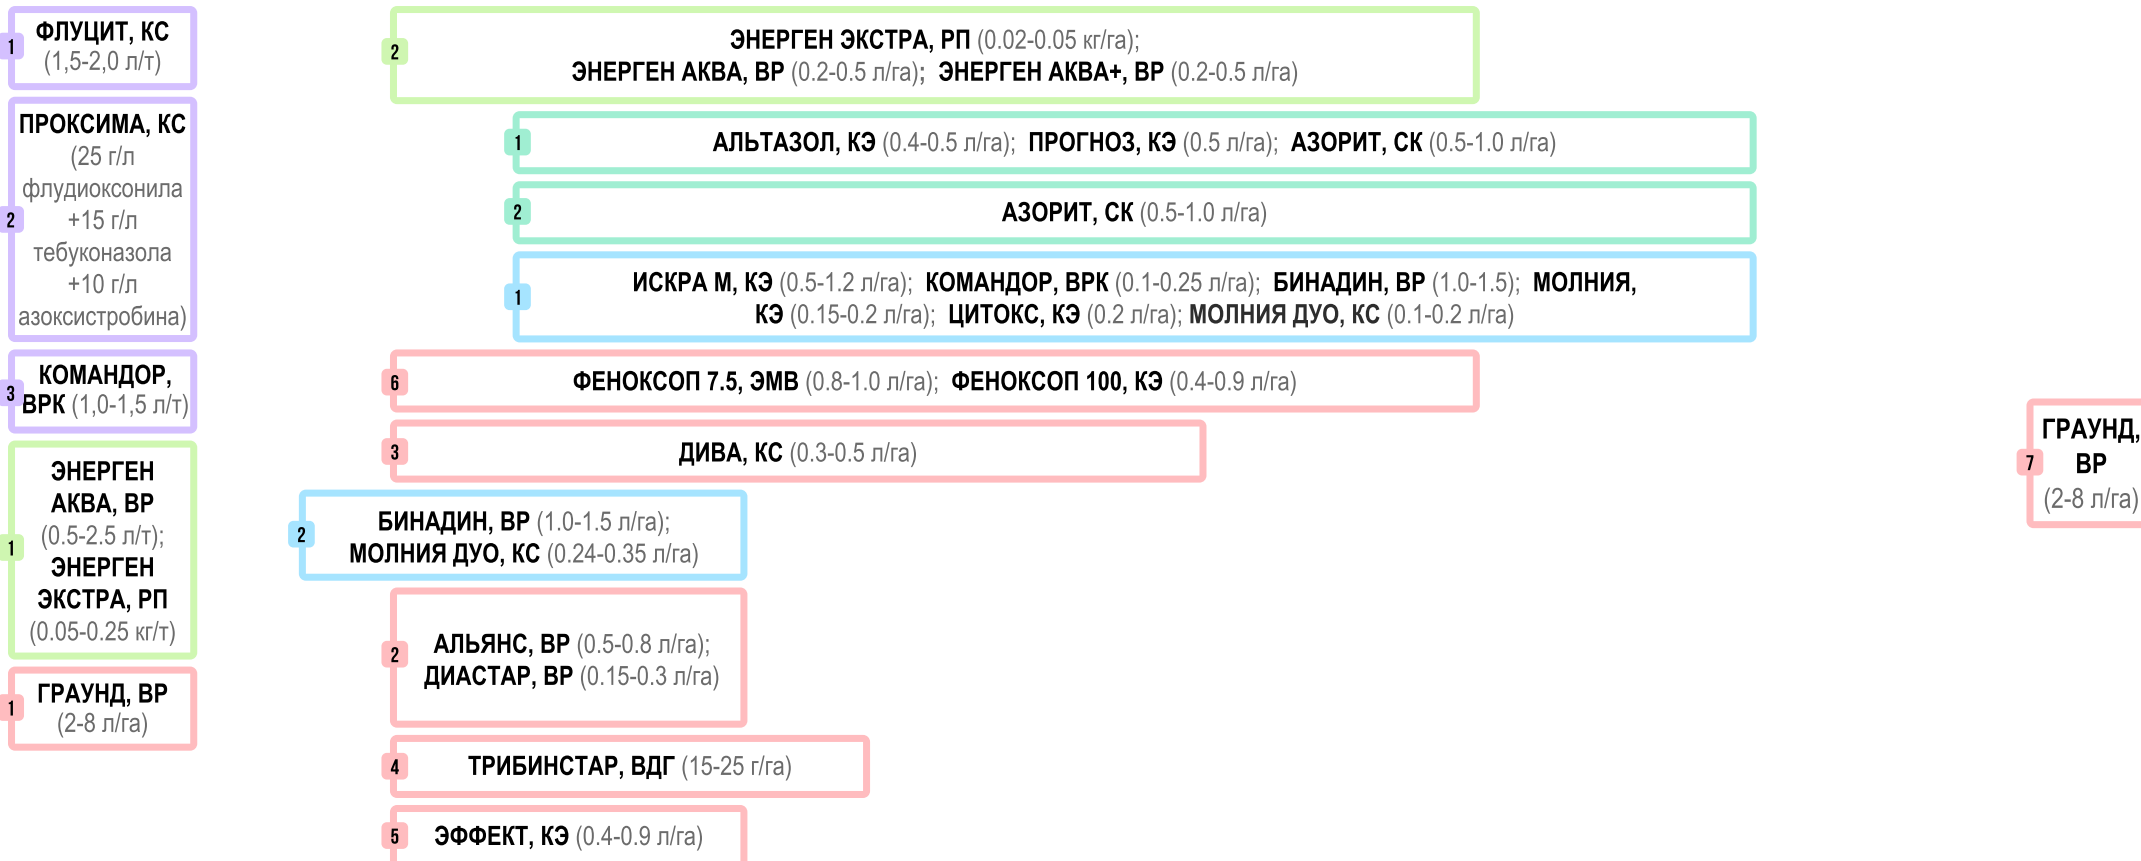 1
ФЛУЦИТ, КС
(1,5-2,0 л/т)
2
ПРОКСИМА, КС
(25 г/л
флудиоксонила
+15 г/л
тебуконазола
+10 г/л
азоксистробина)
3
КОМАНДОР,
ВРК (1,0-1,5 л/т)
1
ЭНЕРГЕН
АКВА, ВР
(0.5-2.5 л/т);
ЭНЕРГЕН
ЭКСТРА, РП
(0.05-0.25 кг/т)
1
ГРАУНД, ВР
(2-8 л/га)
2
ЭНЕРГЕН ЭКСТРА, РП (0.02-0.05 кг/га);
ЭНЕРГЕН АКВА, ВР (0.2-0.5 л/га); ЭНЕРГЕН АКВА+, ВР (0.2-0.5 л/га)
1
АЛЬТАЗОЛ, КЭ (0.4-0.5 л/га); ПРОГНОЗ, КЭ (0.5 л/га); АЗОРИТ, СК (0.5-1.0 л/га)
2
АЗОРИТ, СК (0.5-1.0 л/га)
1
ИСКРА М, КЭ (0.5-1.2 л/га); КОМАНДОР, ВРК (0.1-0.25 л/га); БИНАДИН, ВР (1.0-1.5); МОЛНИЯ,
КЭ (0.15-0.2 л/га); ЦИТОКС, КЭ (0.2 л/га); МОЛНИЯ ДУО, КС (0.1-0.2 л/га)
6
ФЕНОКСОП 7.5, ЭМВ (0.8-1.0 л/га); ФЕНОКСОП 100, КЭ (0.4-0.9 л/га)
3
ДИВА, КС (0.3-0.5 л/га)
2
БИНАДИН, ВР (1.0-1.5 л/га);
МОЛНИЯ ДУО, КС (0.24-0.35 л/га)
2
АЛЬЯНС, ВР (0.5-0.8 л/га);
ДИАСТАР, ВР (0.15-0.3 л/га)
4
ТРИБИНСТАР, ВДГ (15-25 г/га)
5
ЭФФЕКТ, КЭ (0.4-0.9 л/га)
7
ГРАУНД,
ВР
(2-8 л/га)